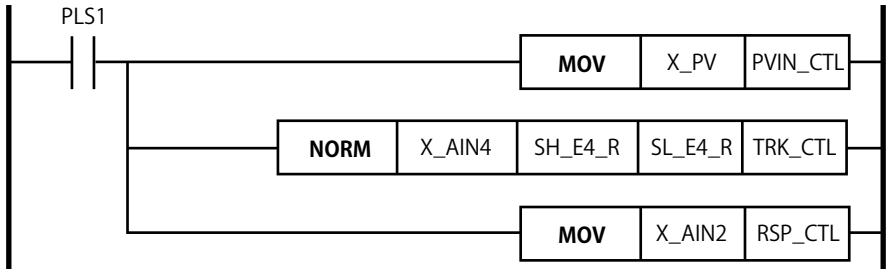 PLS1
MOV X_PV PVIN_CTL
NORM X_AIN4 SH_E4_R SL_E4_R TRK_CTL
MOV X_AIN2 RSP_CTL